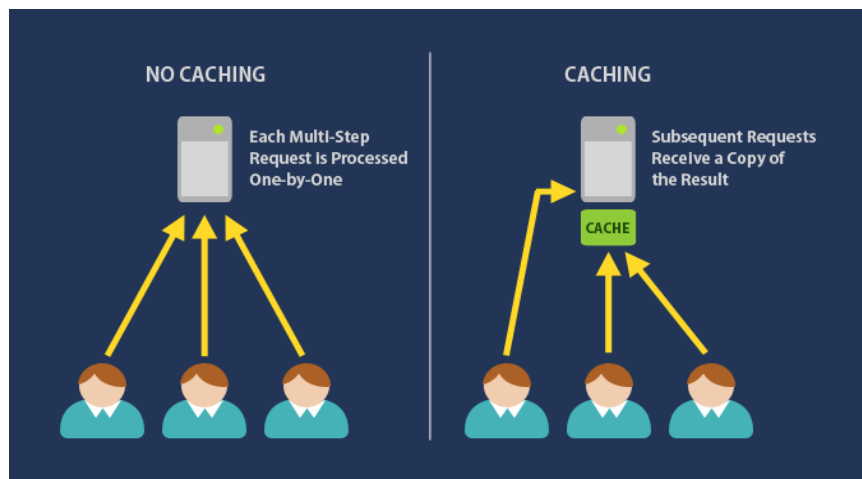 NO CACHING
Each Multi-Step
Request is Processed
One-by-One
CACHING
Subsequent Requests
Receive a Copy of
the Result
CACHE